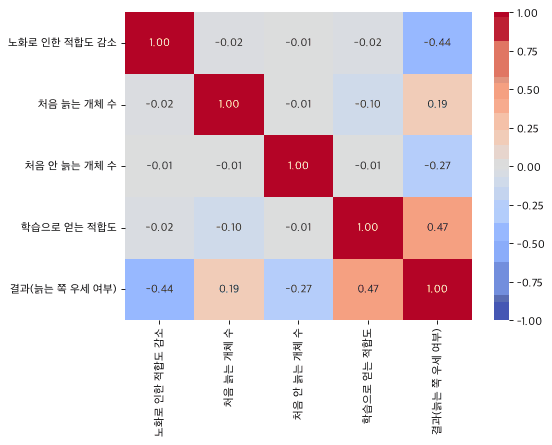 노화로 인한 적합도 감소 1.00 −0.02 −0.01 −0.02 −0.44
처음 늙는 개체 수 −0.02 1.00 −0.01 −0.10 0.19
처음 안 늙는 개체 수 −0.01 −0.01 1.00 −0.01 −0.27
학습으로 얻는 적합도 −0.02 −0.10 −0.01 1.00 0.47
결과(늙는 쪽 우세 여부) −0.44 0.19 −0.27 0.47 1.00
노화로 인한 적합도 감소
처음 늙는 개체 수
처음 안 늙는 개체 수
학습으로 얻는 적합도
결과(늙는 쪽 우세 여부)
1.00
0.75
0.50
0.25
0.00
−0.25
−0.50
−0.75
−1.00